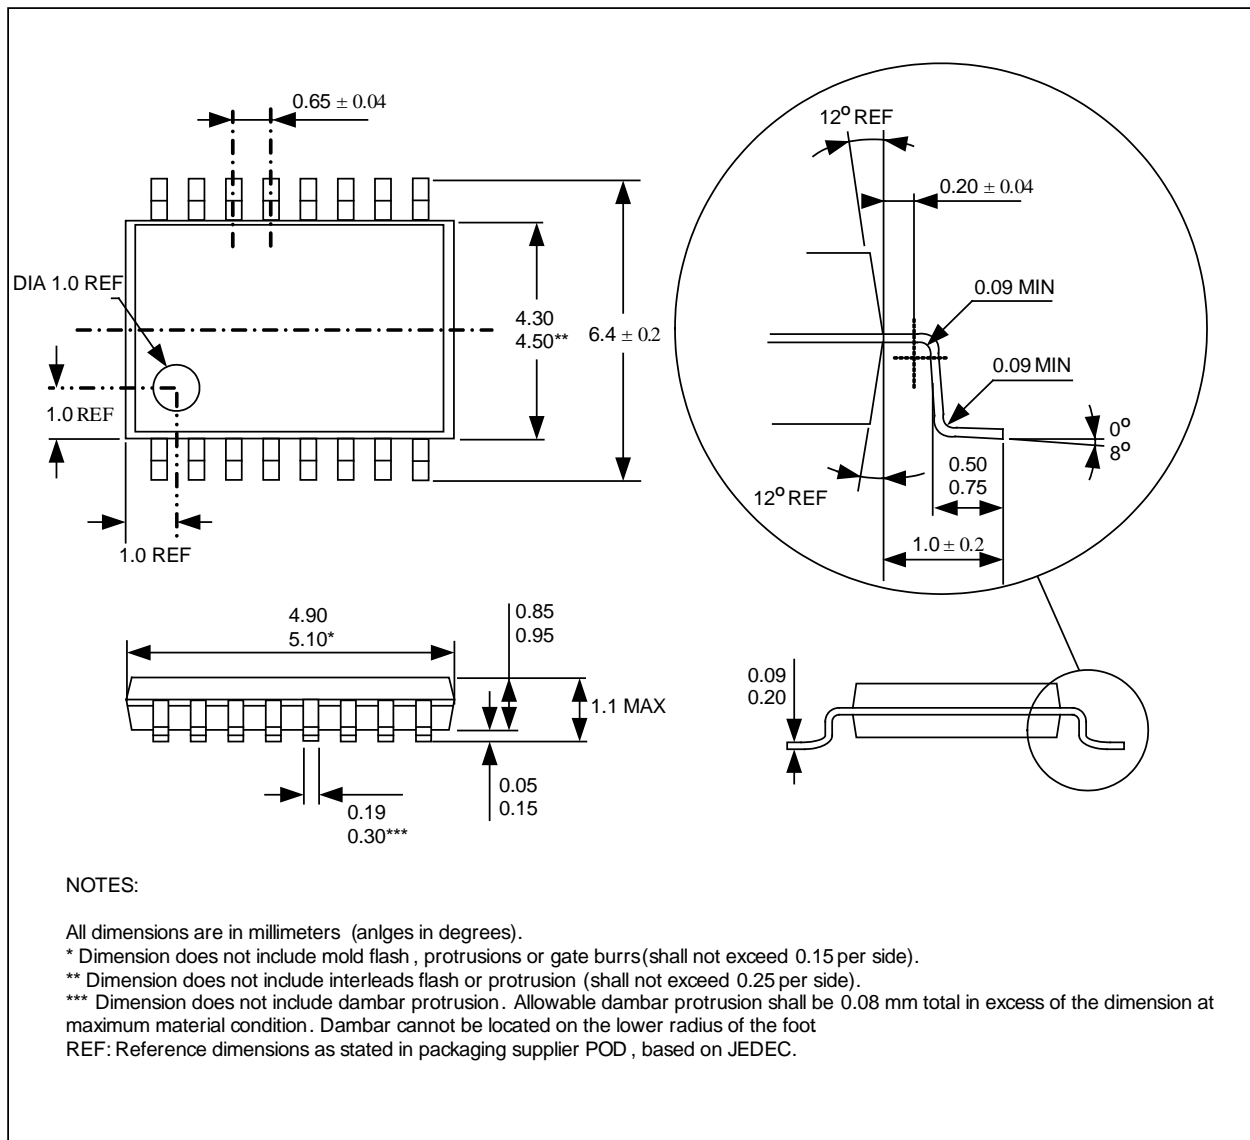 0.65 ± 0.04
12° REF
0.20 ± 0.04
DIA 1.0 REF
0.09 MIN
4.30
4.50**
6.4 ± 0.2
0.09 MIN
1.0 REF
0°
8°
0.50
0.75
12° REF
1.0 REF
1.0 ± 0.2
4.90
5.10*
0.85
0.95
1.1 MAX
0.09
0.20
0.05
0.15
0.19
0.30***
NOTES:
All dimensions are in millimeters (anlges in degrees).
* Dimension does not include mold flash, protrusions or gate burrs (shall not exceed 0.15 per side).
** Dimension does not include interleads flash or protrusion (shall not exceed 0.25 per side).
*** Dimension does not include dambar protrusion. Allowable dambar protrusion shall be 0.08 mm total in excess of the dimension at
maximum material condition. Dambar cannot be located on the lower radius of the foot
REF: Reference dimensions as stated in packaging supplier POD, based on JEDEC.